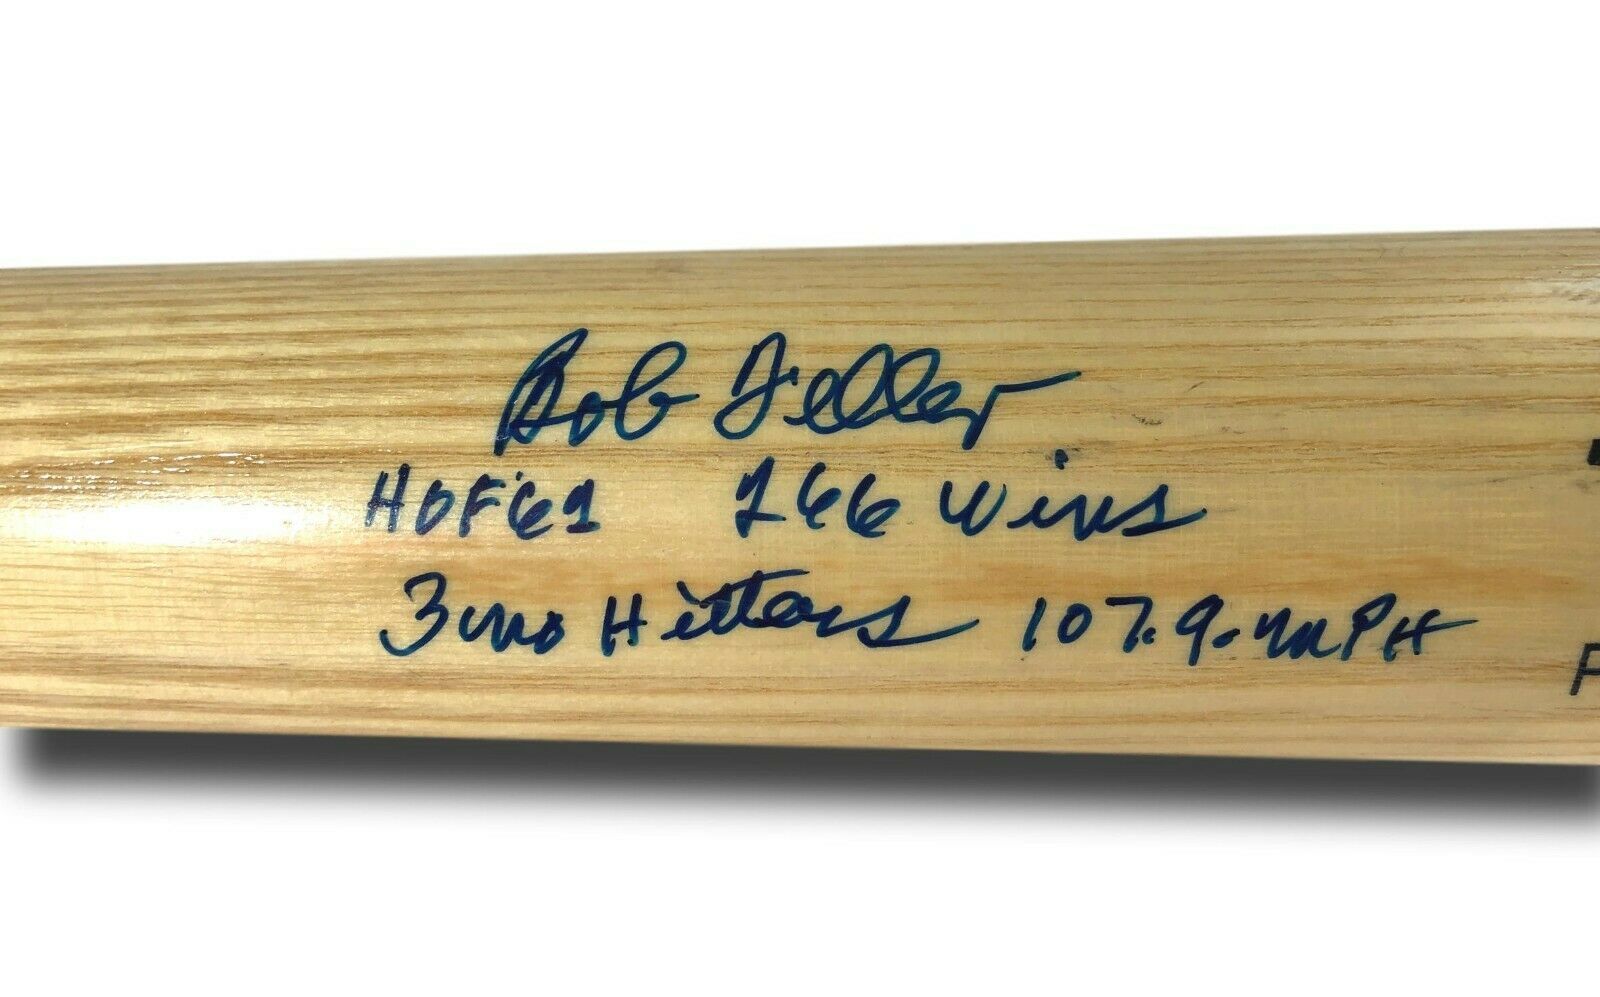 Bob Feller
HOF62 266 Wins
3 no Hitters 107.9 MPH
P